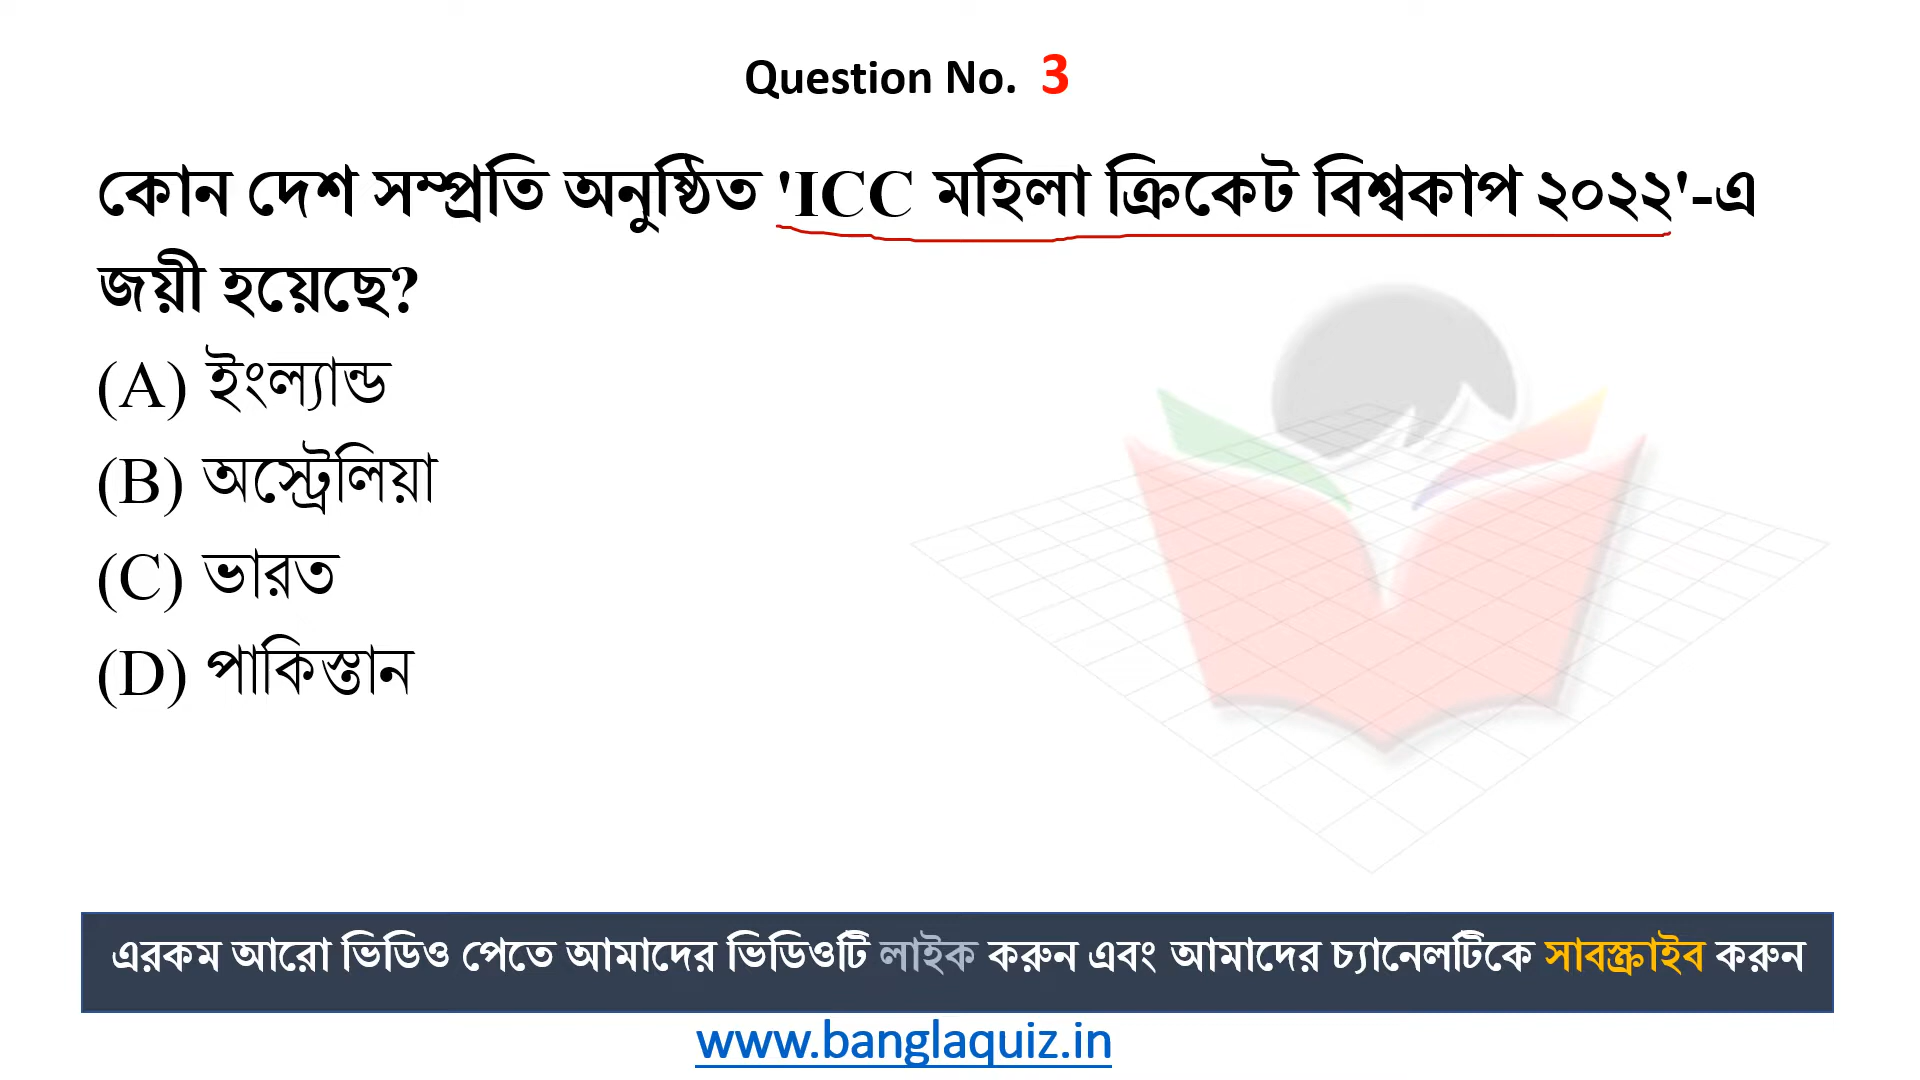 Question No. 3
কোন দেশ সম্প্রতি অনুষ্ঠিত 'ICC মহিলা ক্রিকেট বিশ্বকাপ ২০২২'-এ
জয়ী হয়েছে?
(A) ইংল্যান্ড
(B) অস্ট্রেলিয়া
(C) ভারত
(D) পাকিস্তান
এরকম আরো ভিডিও পেতে আমাদের ভিডিওটি লাইক করুন এবং আমাদের চ্যানেলটিকে সাবস্ক্রাইব করুন
www.banglaquiz.in